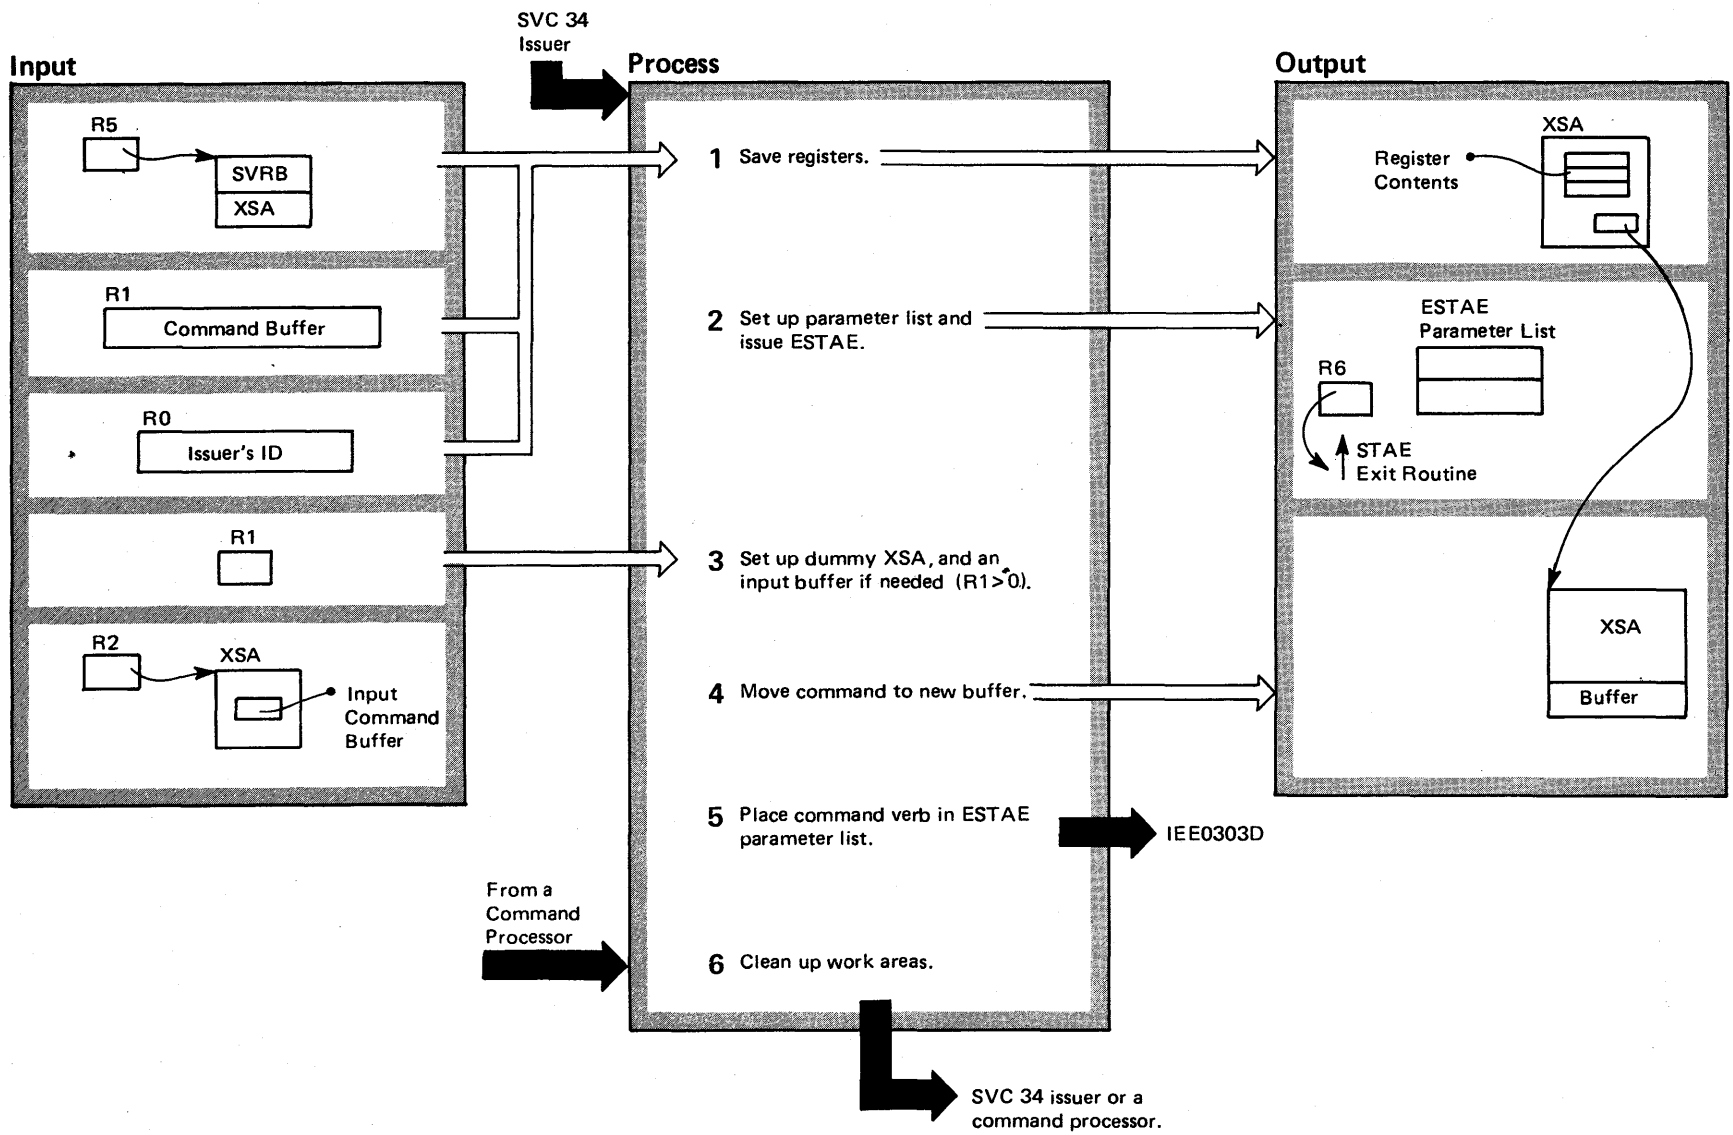 SVC 34
Issuer
Input
Process
Output
R5
SVRB
XSA
R1
Command Buffer
R0
Issuer's ID
R1
R2
XSA
Input
Command
Buffer
1 Save registers.
2 Set up parameter list and
issue ESTAE.
3 Set up dummy XSA, and an
input buffer if needed (R1>0).
4 Move command to new buffer.
5 Place command verb in ESTAE
parameter list.
IEE0303D
From a
Command
Processor
6 Clean up work areas.
SVC 34 issuer or a
command processor.
XSA
Register
Contents
ESTAE
Parameter List
R6
STAE
Exit Routine
XSA
Buffer